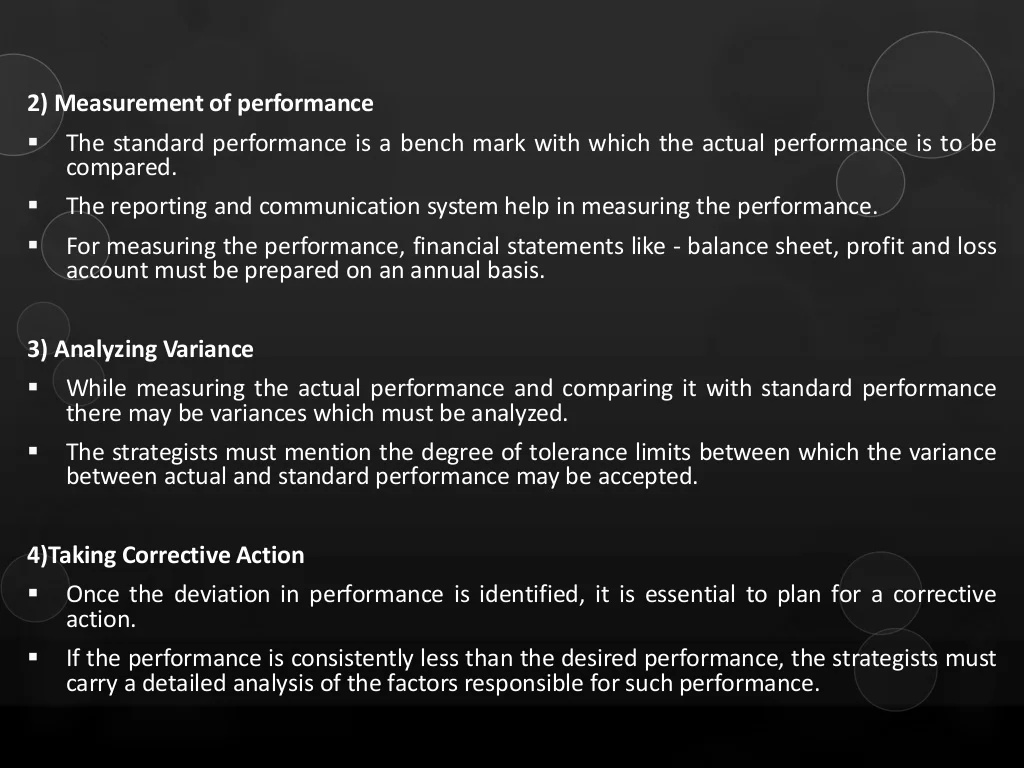 2) Measurement of performance
▪ The standard performance is a bench mark with which the actual performance is to be
compared.
▪ The reporting and communication system help in measuring the performance.
▪ For measuring the performance, financial statements like - balance sheet, profit and loss
account must be prepared on an annual basis.
3) Analyzing Variance
▪ While measuring the actual performance and comparing it with standard performance
there may be variances which must be analyzed.
▪ The strategists must mention the degree of tolerance limits between which the variance
between actual and standard performance may be accepted.
4)Taking Corrective Action
▪ Once the deviation in performance is identified, it is essential to plan for a corrective
action.
▪ If the performance is consistently less than the desired performance, the strategists must
carry a detailed analysis of the factors responsible for such performance.